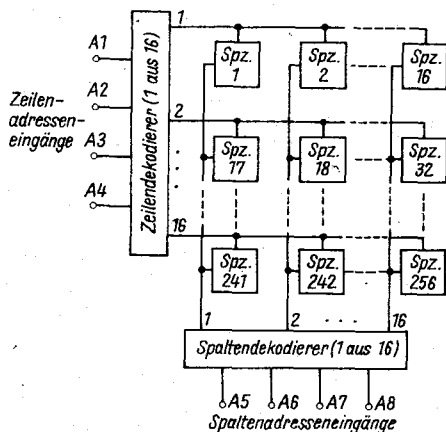 1
A1
Spz.
1
Spz.
2
Spz.
16
A2
Zeilen-
adressen-
eingänge
A3
A4
Zeilendekodierer (1 aus 16)
2
Spz.
17
Spz.
18
Spz.
32
16
Spz.
241
Spz.
242
Spz.
256
1
2
. . .
16
Spaltendekodierer (1 aus 16)
A5
A6
A7
A8
Spaltenadresseneingänge